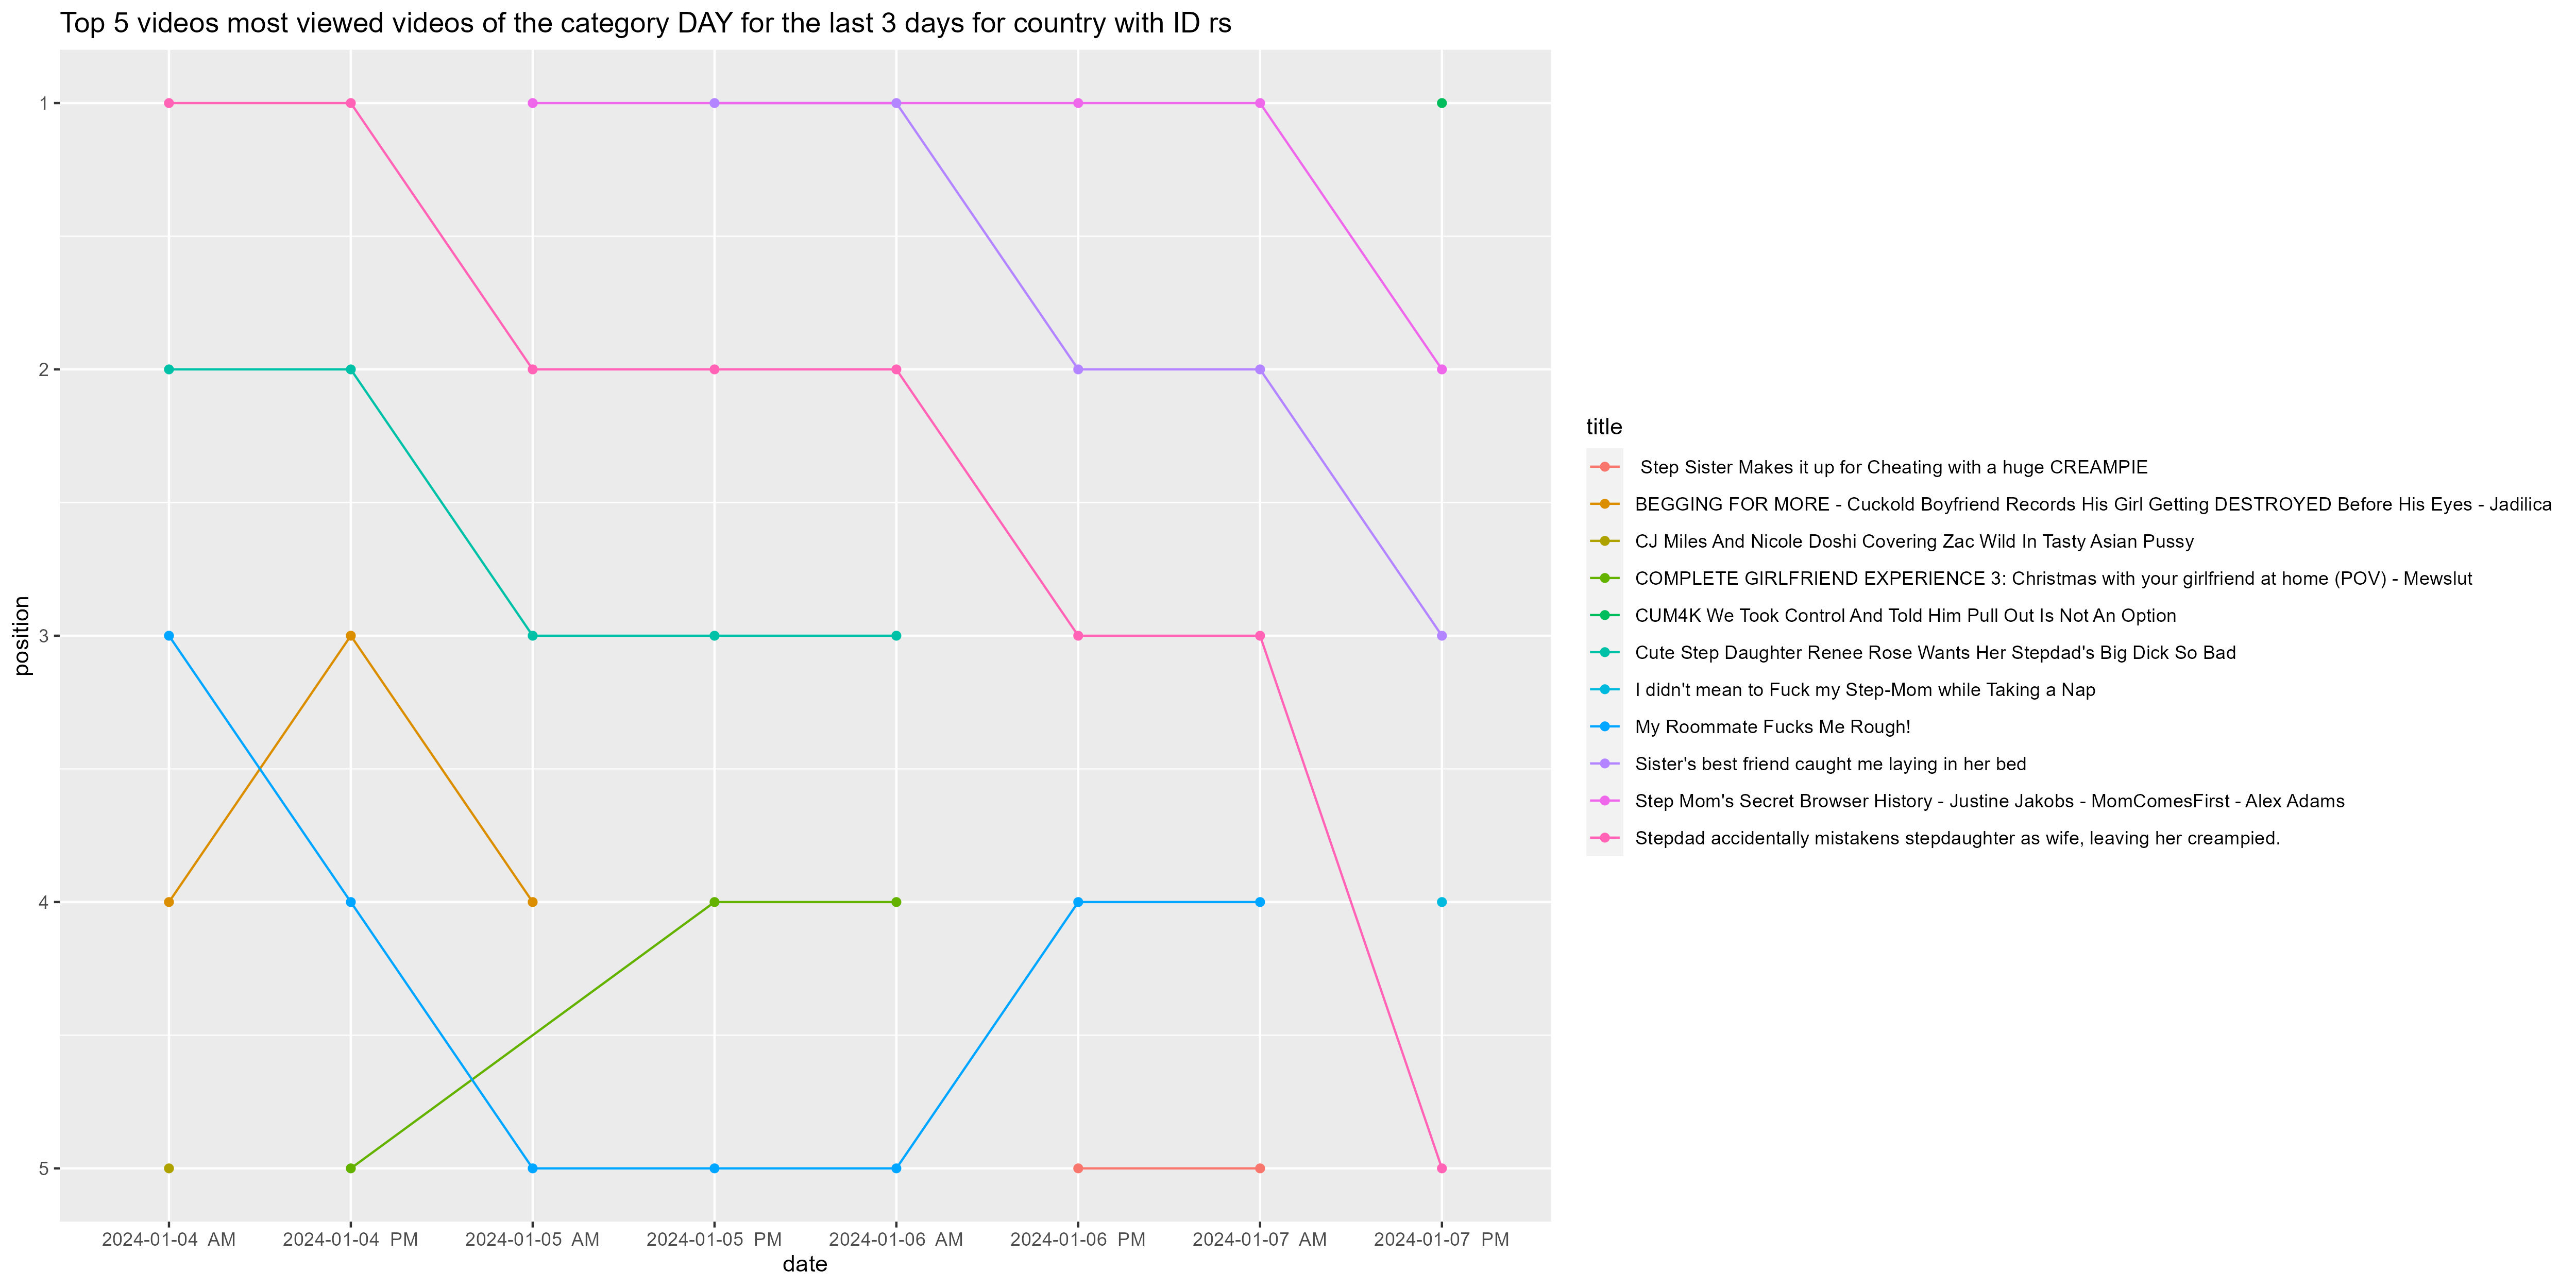 Top 5 videos most viewed videos of the category DAY for the last 3 days for country with ID rs
position
1
2
3
4
5
2024-01-04 AM
2024-01-04 PM
2024-01-05 AM
2024-01-05 PM
2024-01-06 AM
2024-01-06 PM
2024-01-07 AM
2024-01-07 PM
date
title
Step Sister Makes it up for Cheating with a huge CREAMPIE
BEGGING FOR MORE - Cuckold Boyfriend Records His Girl Getting DESTROYED Before His Eyes - Jadilica
CJ Miles And Nicole Doshi Covering Zac Wild In Tasty Asian Pussy
COMPLETE GIRLFRIEND EXPERIENCE 3: Christmas with your girlfriend at home (POV) - Mewslut
CUM4K We Took Control And Told Him Pull Out Is Not An Option
Cute Step Daughter Renee Rose Wants Her Stepdad's Big Dick So Bad
I didn't mean to Fuck my Step-Mom while Taking a Nap
My Roommate Fucks Me Rough!
Sister's best friend caught me laying in her bed
Step Mom's Secret Browser History - Justine Jakobs - MomComesFirst - Alex Adams
Stepdad accidentally mistakens stepdaughter as wife, leaving her creampied.